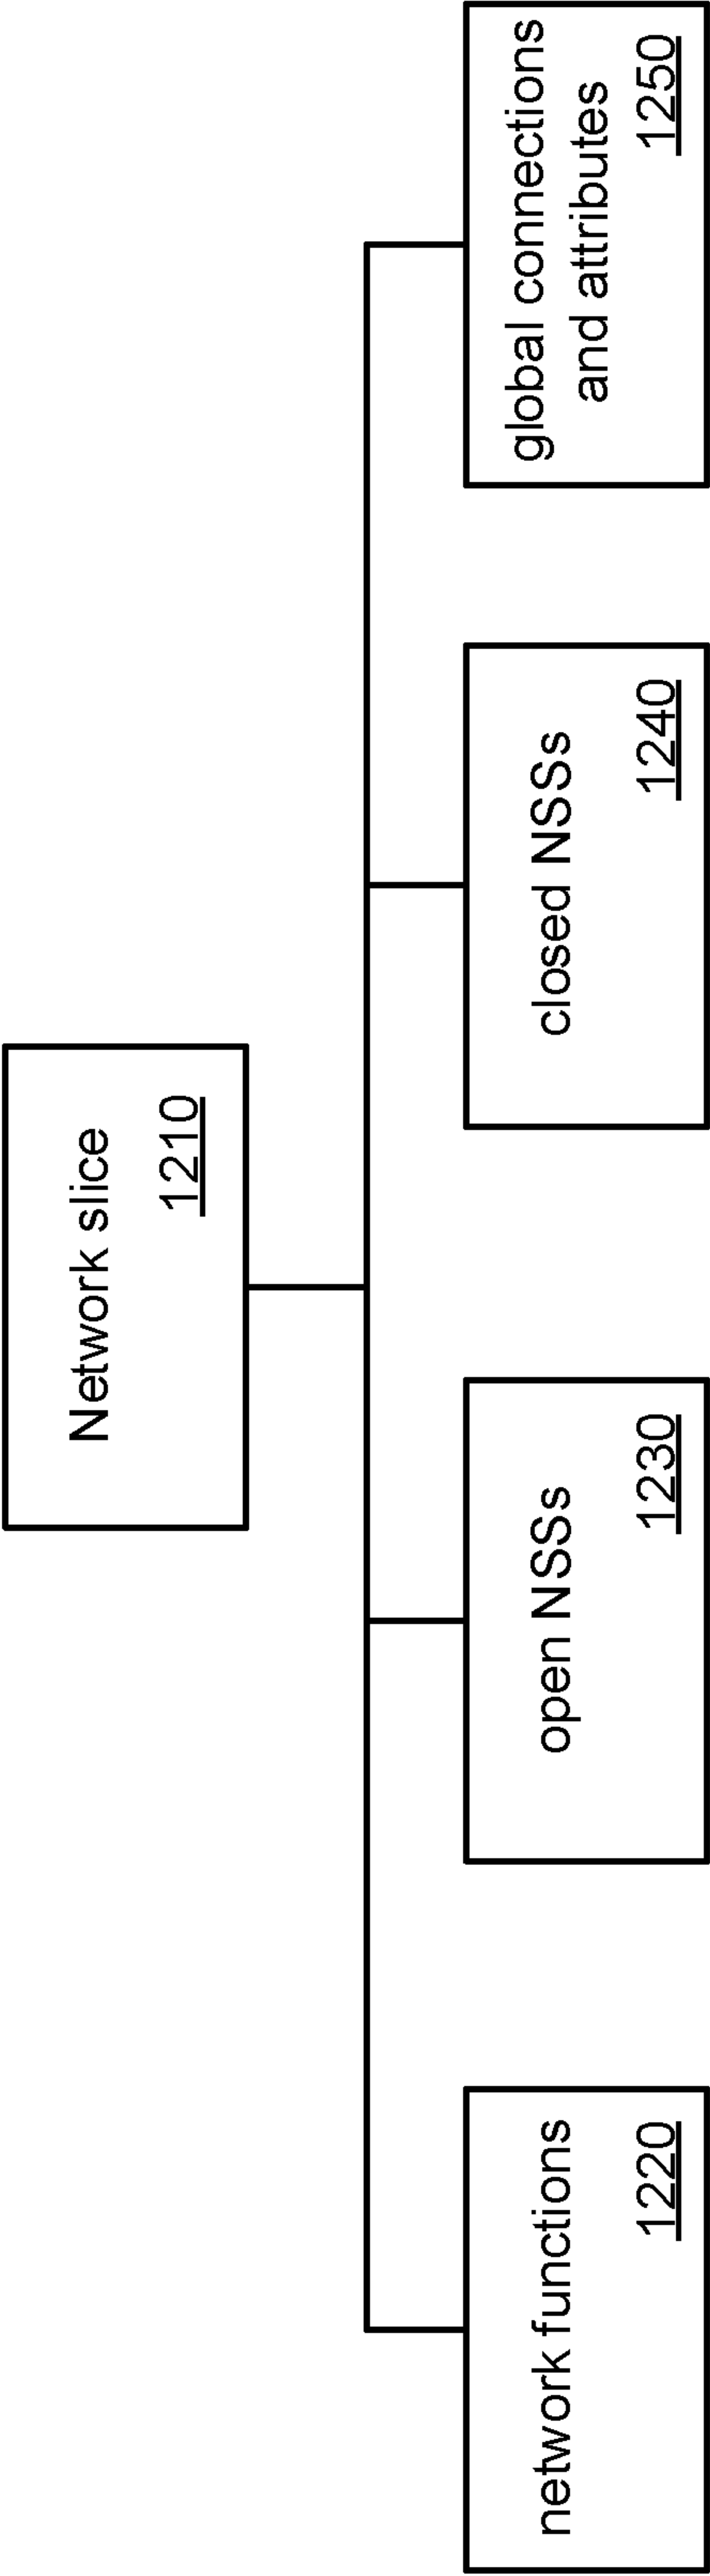 Network slice
1210
network functions
1220
open NSSs
1230
closed NSSs
1240
global connections
and attributes
1250